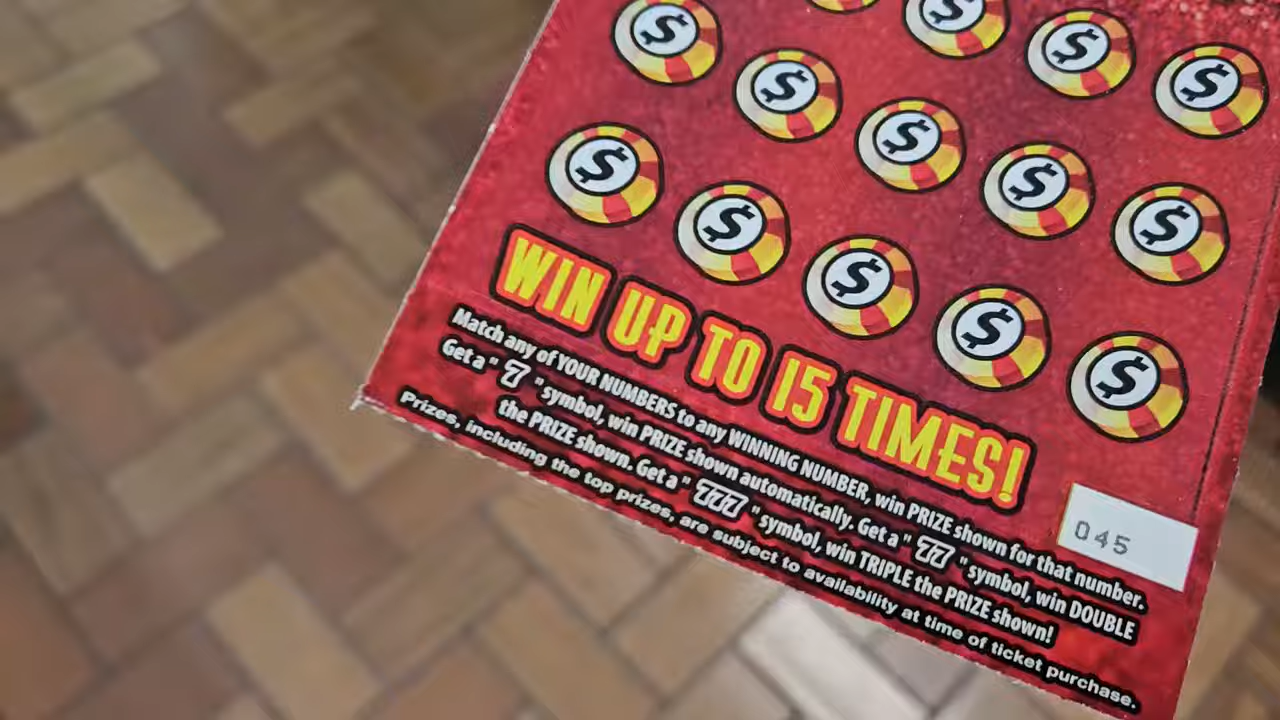 $ $ $ $
$ $ $ $
$ $ $ $ $
WIN UP TO 15 TIMES!
Match any of YOUR NUMBERS to any WINNING NUMBER, win PRIZE shown for that number.
Get a "7" symbol, win PRIZE shown automatically. Get a "77" symbol, win DOUBLE
the PRIZE shown. Get a "777" symbol, win TRIPLE the PRIZE shown!
Prizes, including the top prizes, are subject to availability at time of ticket purchase.
045